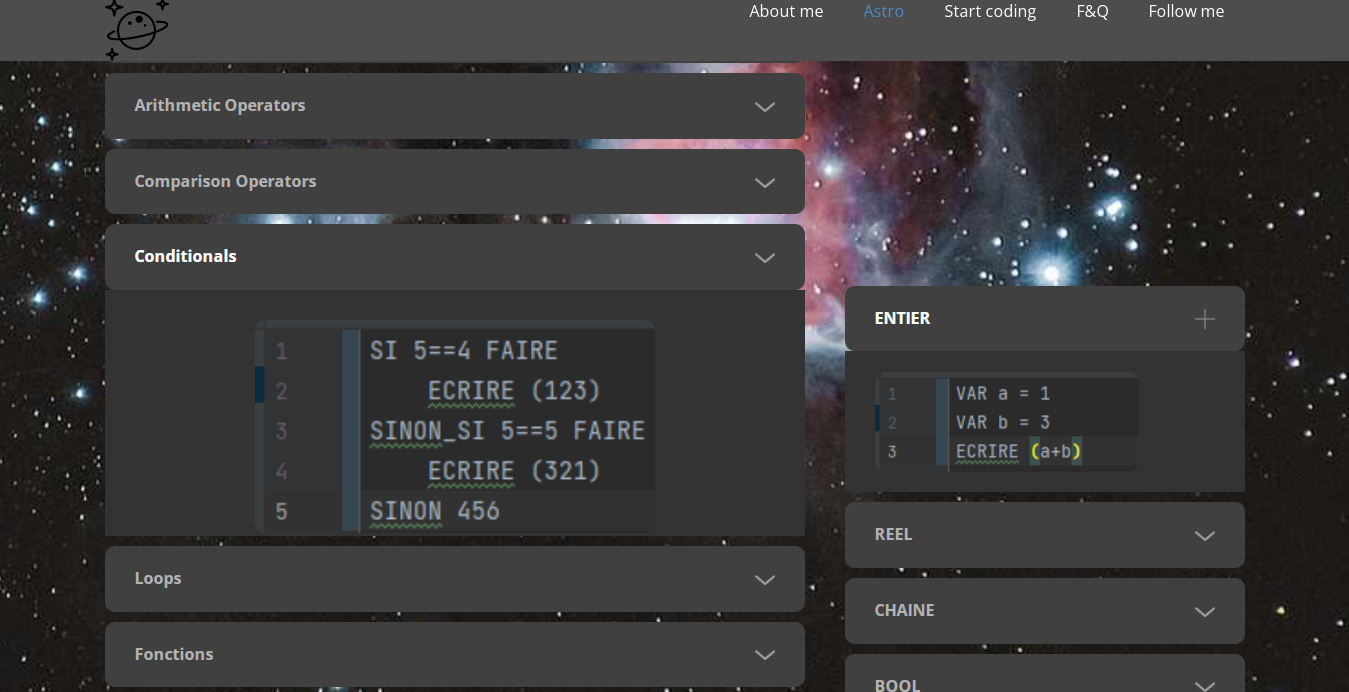 About me Astro Start coding F&Q Follow me
Arithmetic Operators
Comparison Operators
Conditionals
1 SI 5==4 FAIRE
2 ECRIRE (123)
3 SINON_SI 5==5 FAIRE
4 ECRIRE (321)
5 SINON 456
Loops
Fonctions
ENTIER
1 VAR a = 1
2 VAR b = 3
3 ECRIRE (a+b)
REEL
CHAINE
BOOL